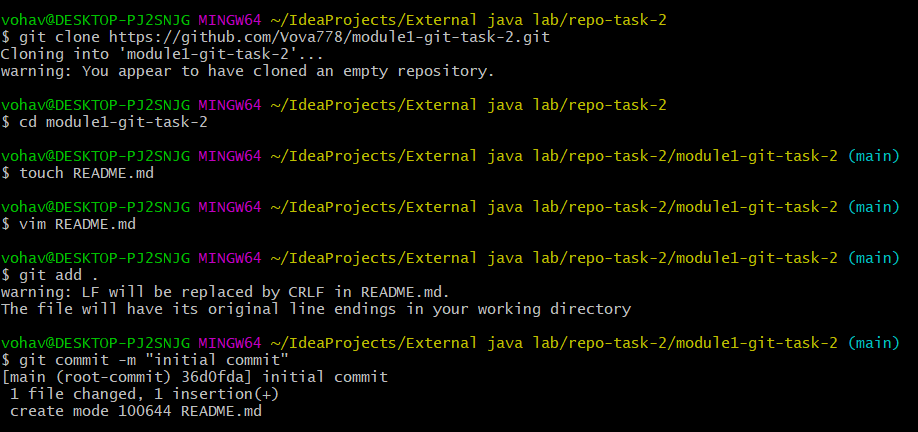 vohav@DESKTOP-PJ2SNJG MINGW64 ~/IdeaProjects/External java lab/repo-task-2
$ git clone https://github.com/Vova778/module1-git-task-2.git
Cloning into 'module1-git-task-2'...
warning: You appear to have cloned an empty repository.
vohav@DESKTOP-PJ2SNJG MINGW64 ~/IdeaProjects/External java lab/repo-task-2
$ cd module1-git-task-2
vohav@DESKTOP-PJ2SNJG MINGW64 ~/IdeaProjects/External java lab/repo-task-2/module1-git-task-2 (main)
$ touch README.md
vohav@DESKTOP-PJ2SNJG MINGW64 ~/IdeaProjects/External java lab/repo-task-2/module1-git-task-2 (main)
$ vim README.md
vohav@DESKTOP-PJ2SNJG MINGW64 ~/IdeaProjects/External java lab/repo-task-2/module1-git-task-2 (main)
$ git add .
warning: LF will be replaced by CRLF in README.md.
The file will have its original line endings in your working directory
vohav@DESKTOP-PJ2SNJG MINGW64 ~/IdeaProjects/External java lab/repo-task-2/module1-git-task-2 (main)
$ git commit -m "initial commit"
[main (root-commit) 36d0fda] initial commit
 1 file changed, 1 insertion(+)
 create mode 100644 README.md